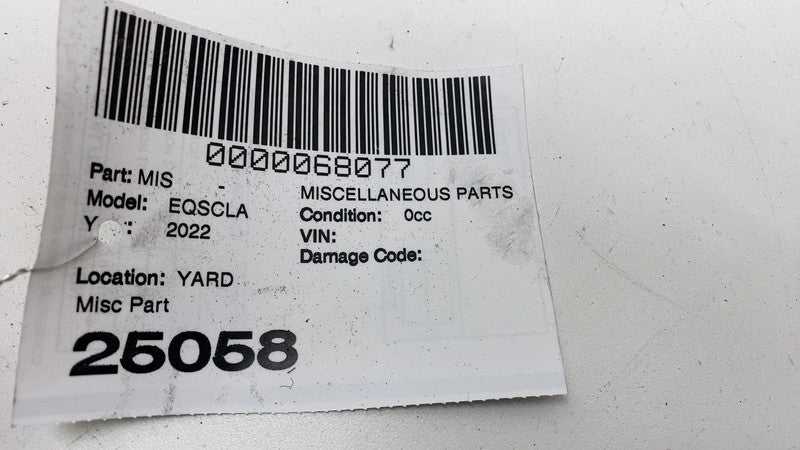 0000068077
Part: MIS -
MISCELLANEOUS PARTS
Model: EQSCLA
Condition: 0cc
Y r: 2022
VIN:
Damage Code:
Location: YARD
Misc Part
25058